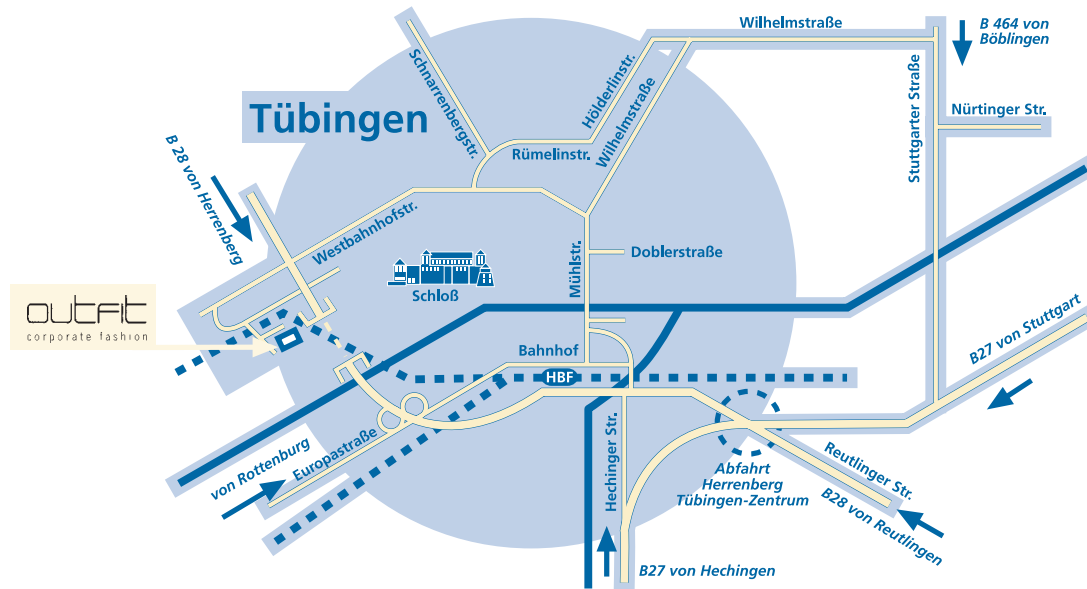 Wilhelmstraße
B 464 von
Böblingen
Schnarrenbergstr.
Hölderlinstr.
Wilhelmstraße
Stuttgarter Straße
Nürtinger Str.
Tübingen
Rümelinstr.
B 28 von Herrenberg
Westbahnhofstr.
Doblerstraße
Mühlstr.
Schloß
outfit
corporate fashion
Bahnhof
HBF
B27 von Stuttgart
Europastraße
von Rottenburg
Hechinger Str.
Abfahrt
Herrenberg
Tübingen-Zentrum
Reutlinger Str.
B28 von Reutlingen
B27 von Hechingen